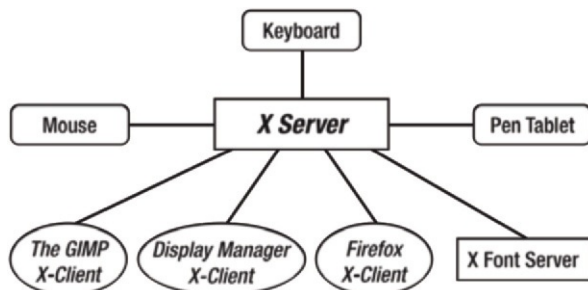 Keyboard
Mouse
X Server
Pen Tablet
The GIMP
X-Client
Display Manager
X-Client
Firefox
X-Client
X Font Server